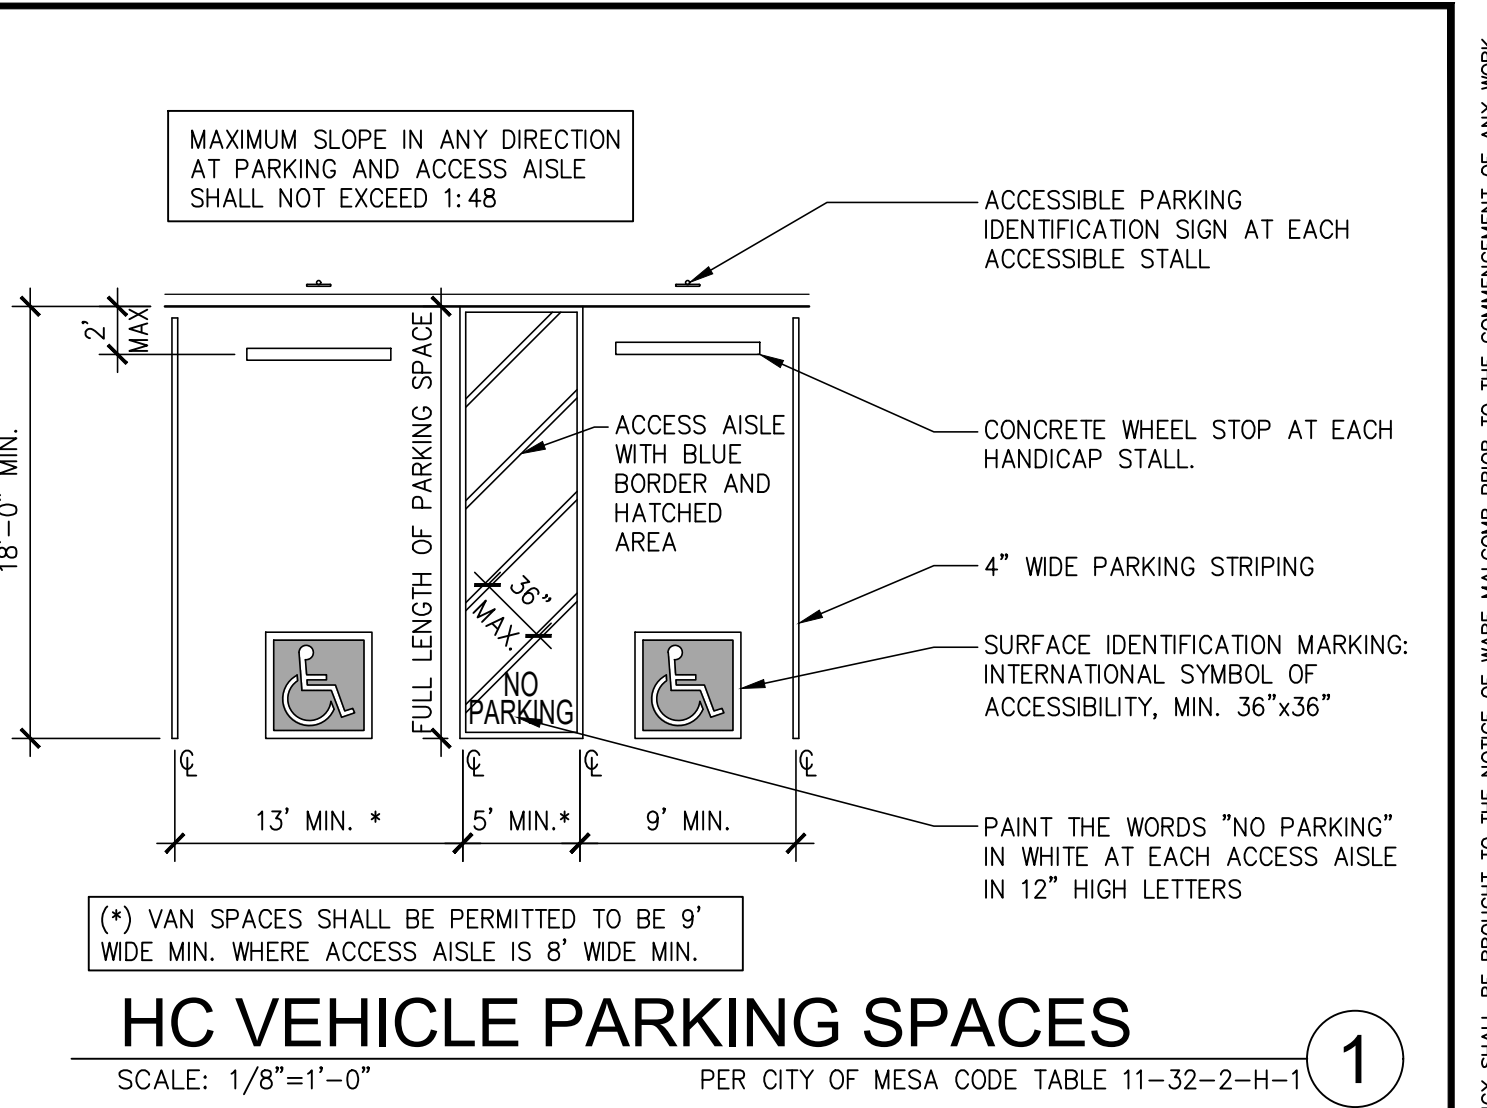 MAXIMUM SLOPE IN ANY DIRECTION
AT PARKING AND ACCESS AISLE
SHALL NOT EXCEED 1:48
ACCESSIBLE PARKING
IDENTIFICATION SIGN AT EACH
ACCESSIBLE STALL
2'
MAX
18'-0" MIN.
FULL LENGTH OF PARKING SPACE
ACCESS AISLE
WITH BLUE
BORDER AND
HATCHED
AREA
CONCRETE WHEEL STOP AT EACH
HANDICAP STALL.
4" WIDE PARKING STRIPING
36"
MAX.
SURFACE IDENTIFICATION MARKING:
INTERNATIONAL SYMBOL OF
ACCESSIBILITY, MIN. 36"x36"
NO
PARKING
℄ ℄ ℄ ℄
13' MIN. * 5' MIN.* 9' MIN.
PAINT THE WORDS "NO PARKING"
IN WHITE AT EACH ACCESS AISLE
IN 12" HIGH LETTERS
(*) VAN SPACES SHALL BE PERMITTED TO BE 9'
WIDE MIN. WHERE ACCESS AISLE IS 8' WIDE MIN.
HC VEHICLE PARKING SPACES
1
SCALE: 1/8"=1'-0" PER CITY OF MESA CODE TABLE 11-32-2-H-1
SHALL BE BROUGHT TO THE NOTICE OF WARE MALCOMB PRIOR TO THE COMMENCEMENT OF ANY WORK